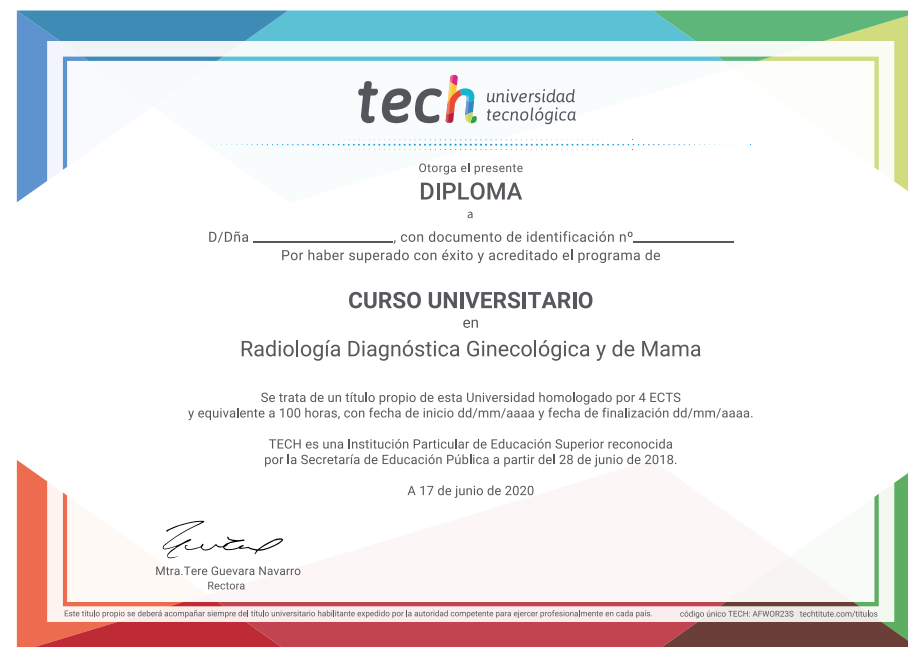 tech universidad
tecnológica
Otorga el presente
DIPLOMA
a
D/Dña ______________, con documento de identificación nº__________
Por haber superado con éxito y acreditado el programa de
CURSO UNIVERSITARIO
en
Radiología Diagnóstica Ginecológica y de Mama
Se trata de un título propio de esta Universidad homologado por 4 ECTS
y equivalente a 100 horas, con fecha de inicio dd/mm/aaaa y fecha de finalización dd/mm/aaaa.
TECH es una Institución Particular de Educación Superior reconocida
por la Secretaría de Educación Pública a partir del 28 de junio de 2018.
A 17 de junio de 2020
Mtra.Tere Guevara Navarro
Rectora
Este título propio se deberá acompañar siempre del título universitario habilitante expedido por la autoridad competente para ejercer profesionalmente en cada país. código único TECH: AFWOR23S techtitute.com/titulos